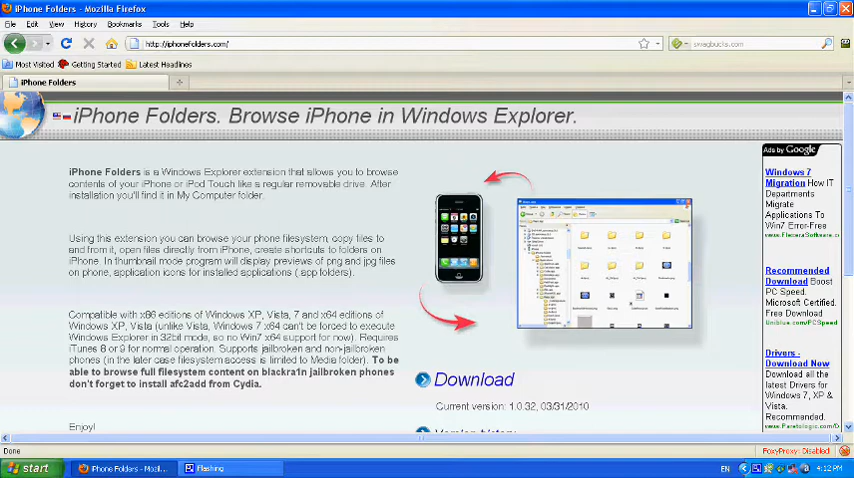 iPhone Folders - Mozilla Firefox
File Edit View History Bookmarks Tools Help
http://iphonefolders.com/
swagbucks.com
Most Visited Getting Started Latest Headlines
iPhone Folders
iPhone Folders. Browse iPhone in Windows Explorer.
iPhone Folders is a Windows Explorer extension that allows you to browse
contents of your iPhone or iPod Touch like a regular removable drive. After
installation you'll find it in My Computer folder.
Using this extension you can browse your phone filesystem, copy files to
and from it, open files directly from iPhone, create shortcuts to folders on
iPhone. In thumbnail mode program will display previews of png and jpg files
on phone, application icons for installed applications (.app folders).
Compatible with x86 editions of Windows XP, Vista, 7 and x64 editions of
Windows XP, Vista (unlike Vista, Windows 7 x64 can't be forced to execute
Windows Explorer in 32bit mode, so no Win7 x64 support for now). Requires
iTunes 8 or 9 for normal operation. Supports jailbroken and non-jailbroken
phones (in the later case filesystem access is limited to Media folder). To be
able to browse full filesystem content on blackra1n jailbroken phones
don't forget to install afc2add from Cydia.
Enjoy!
Download
Current version: 1.0.32, 03/31/2010
Version history
Ads by Google
Windows 7
Migration How IT
Departments
Migrate
Applications To
Win7 - Free Demo
Recommended
Download Boost
PC Speed.
Microsoft Certified.
Free Download
Uniblue.com/PCSpeed
Drivers -
Download Now
Download all the
latest Drivers for
Windows 7, XP &
Vista.
Recommended.
Done
FoxyProxy: Disabled
start
iPhone Folders - Mozill...
Flashing
EN
4:12 PM